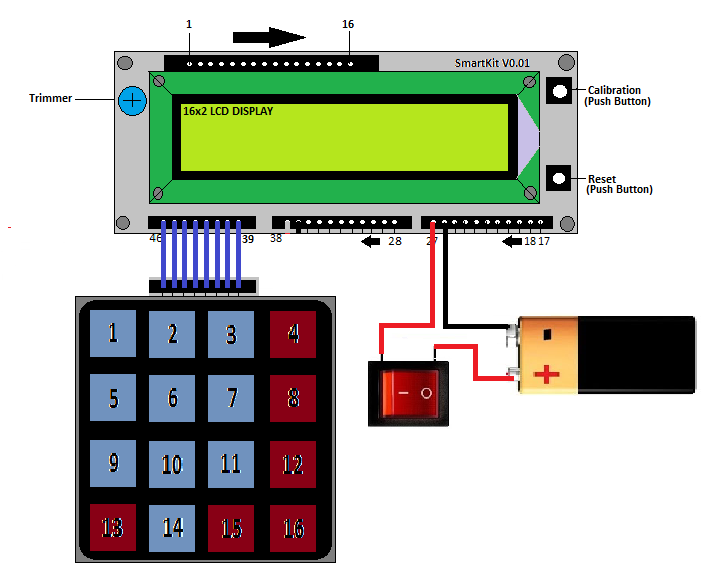 1
16
SmartKit V0.01
Trimmer
Calibration
(Push Button)
16x2 LCD DISPLAY
Reset
(Push Button)
46
39
38
28
27
18 17
1 2 3 4
5 6 7 8
9 10 11 12
13 14 15 16